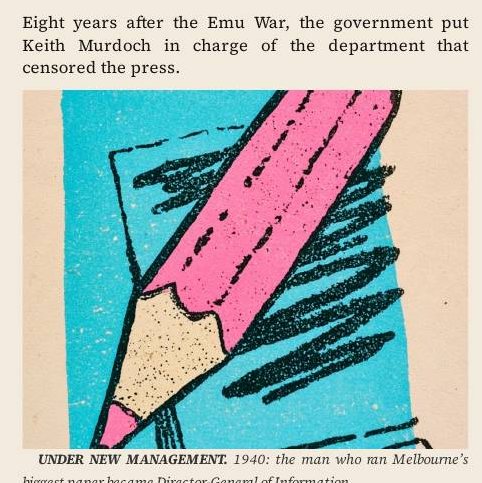 Eight years after the Emu War, the government put
Keith Murdoch in charge of the department that
censored the press.
UNDER NEW MANAGEMENT. 1940: the man who ran Melbourne’s
biggest paper became Director-General of Information.